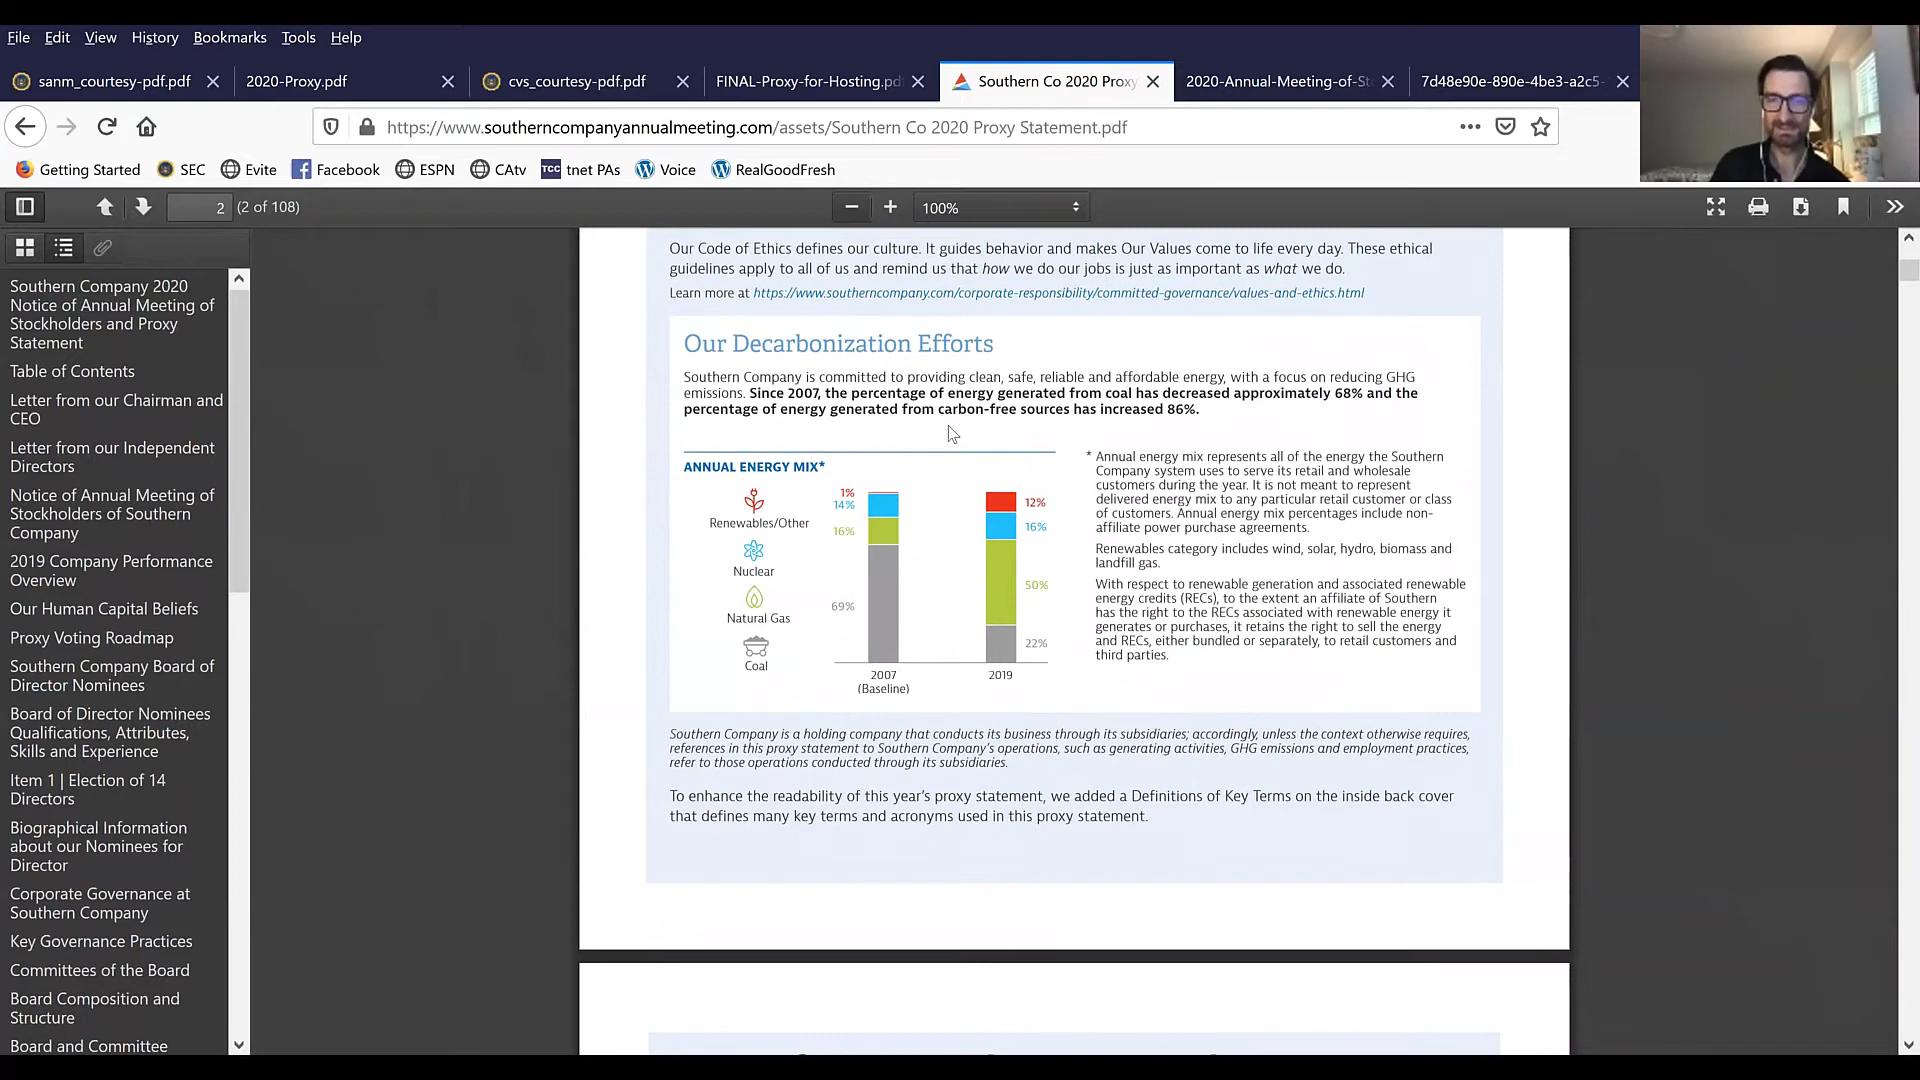 File Edit View History Bookmarks Tools Help
sanm_courtesy-pdf.pdf 2020-Proxy.pdf cvs_courtesy-pdf.pdf FINAL-Proxy-for-Hosting.pd Southern Co 2020 Proxy 2020-Annual-Meeting-of-St 7d48e90e-890e-4be3-a2c5-
https://www.southerncompanyannualmeeting.com/assets/Southern Co 2020 Proxy Statement.pdf
Getting Started SEC Evite Facebook ESPN CAtv TCC tnet PAs Voice RealGoodFresh
2 (2 of 108) 100%
Southern Company 2020
Notice of Annual Meeting of
Stockholders and Proxy
Statement
Table of Contents
Letter from our Chairman and
CEO
Letter from our Independent
Directors
Notice of Annual Meeting of
Stockholders of Southern
Company
2019 Company Performance
Overview
Our Human Capital Beliefs
Proxy Voting Roadmap
Southern Company Board of
Director Nominees
Board of Director Nominees
Qualifications, Attributes,
Skills and Experience
Item 1 | Election of 14
Directors
Biographical Information
about our Nominees for
Director
Corporate Governance at
Southern Company
Key Governance Practices
Committees of the Board
Board Composition and
Structure
Board and Committee
Our Code of Ethics defines our culture. It guides behavior and makes Our Values come to life every day. These ethical
guidelines apply to all of us and remind us that how we do our jobs is just as important as what we do.
Learn more at https://www.southerncompany.com/corporate-responsibility/committed-governance/values-and-ethics.html
Our Decarbonization Efforts
Southern Company is committed to providing clean, safe, reliable and affordable energy, with a focus on reducing GHG
emissions. Since 2007, the percentage of energy generated from coal has decreased approximately 68% and the
percentage of energy generated from carbon-free sources has increased 86%.
ANNUAL ENERGY MIX*
Renewables/Other
Nuclear
Natural Gas
Coal
1%
14%
16%
69%
12%
16%
50%
22%
2007
(Baseline)
2019
* Annual energy mix represents all of the energy the Southern
Company system uses to serve its retail and wholesale
customers during the year. It is not meant to represent
delivered energy mix to any particular retail customer or class
of customers. Annual energy mix percentages include non-
affiliate power purchase agreements.
Renewables category includes wind, solar, hydro, biomass and
landfill gas.
With respect to renewable generation and associated renewable
energy credits (RECs), to the extent an affiliate of Southern
has the right to the RECs associated with renewable energy it
generates or purchases, it retains the right to sell the energy
and RECs, either bundled or separately, to retail customers and
third parties.
Southern Company is a holding company that conducts its business through its subsidiaries; accordingly, unless the context otherwise requires,
references in this proxy statement to Southern Company's operations, such as generating activities, GHG emissions and employment practices,
refer to those operations conducted through its subsidiaries.
To enhance the readability of this year's proxy statement, we added a Definitions of Key Terms on the inside back cover
that defines many key terms and acronyms used in this proxy statement.